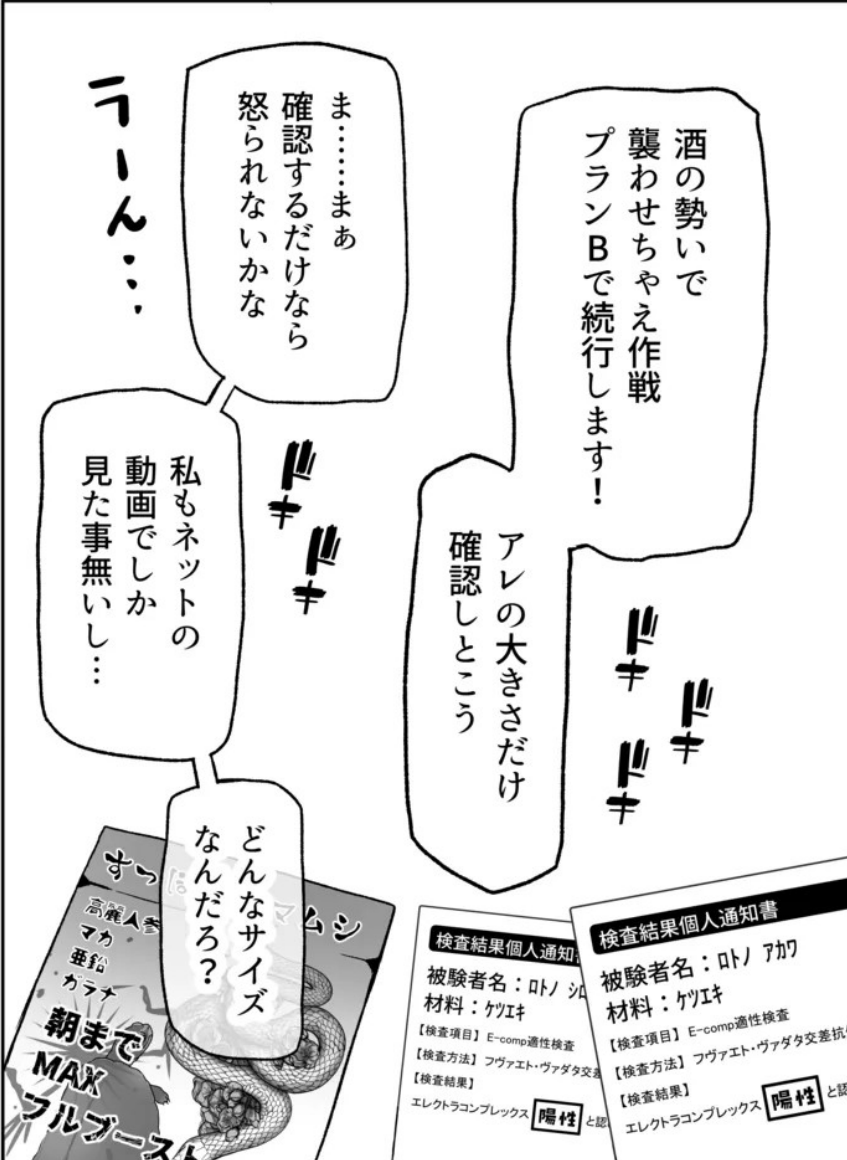 酒の勢いで
襲わせちゃえ作戦
プランBで続行します！
アレの大きさだけ
確認しとこう
ま……まぁ
確認するだけなら
怒られないかな
うーん…
私もネットの
動画でしか
見た事無いし…
どんなサイズ
なんだろ？
ドキ
ドキ
ドキ
ドキ
ドキ
すっ
マムシ
高麗人参
マカ
亜鉛
ガラナ
朝まで
MAX
フルブースト
検査結果個人通知
被験者名：ロトノ シロ
材料：ケツエキ
【検査項目】E-comp適性検査
【検査方法】フヴァエト・ヴァダタ交差
【検査結果】
エレクトラコンプレックス 陽性 と認
検査結果個人通知書
被験者名：ロトノ アカワ
材料：ケツエキ
【検査項目】E-comp適性検査
【検査方法】フヴァエト・ヴァダタ交差抗
【検査結果】
エレクトラコンプレックス 陽性 と認